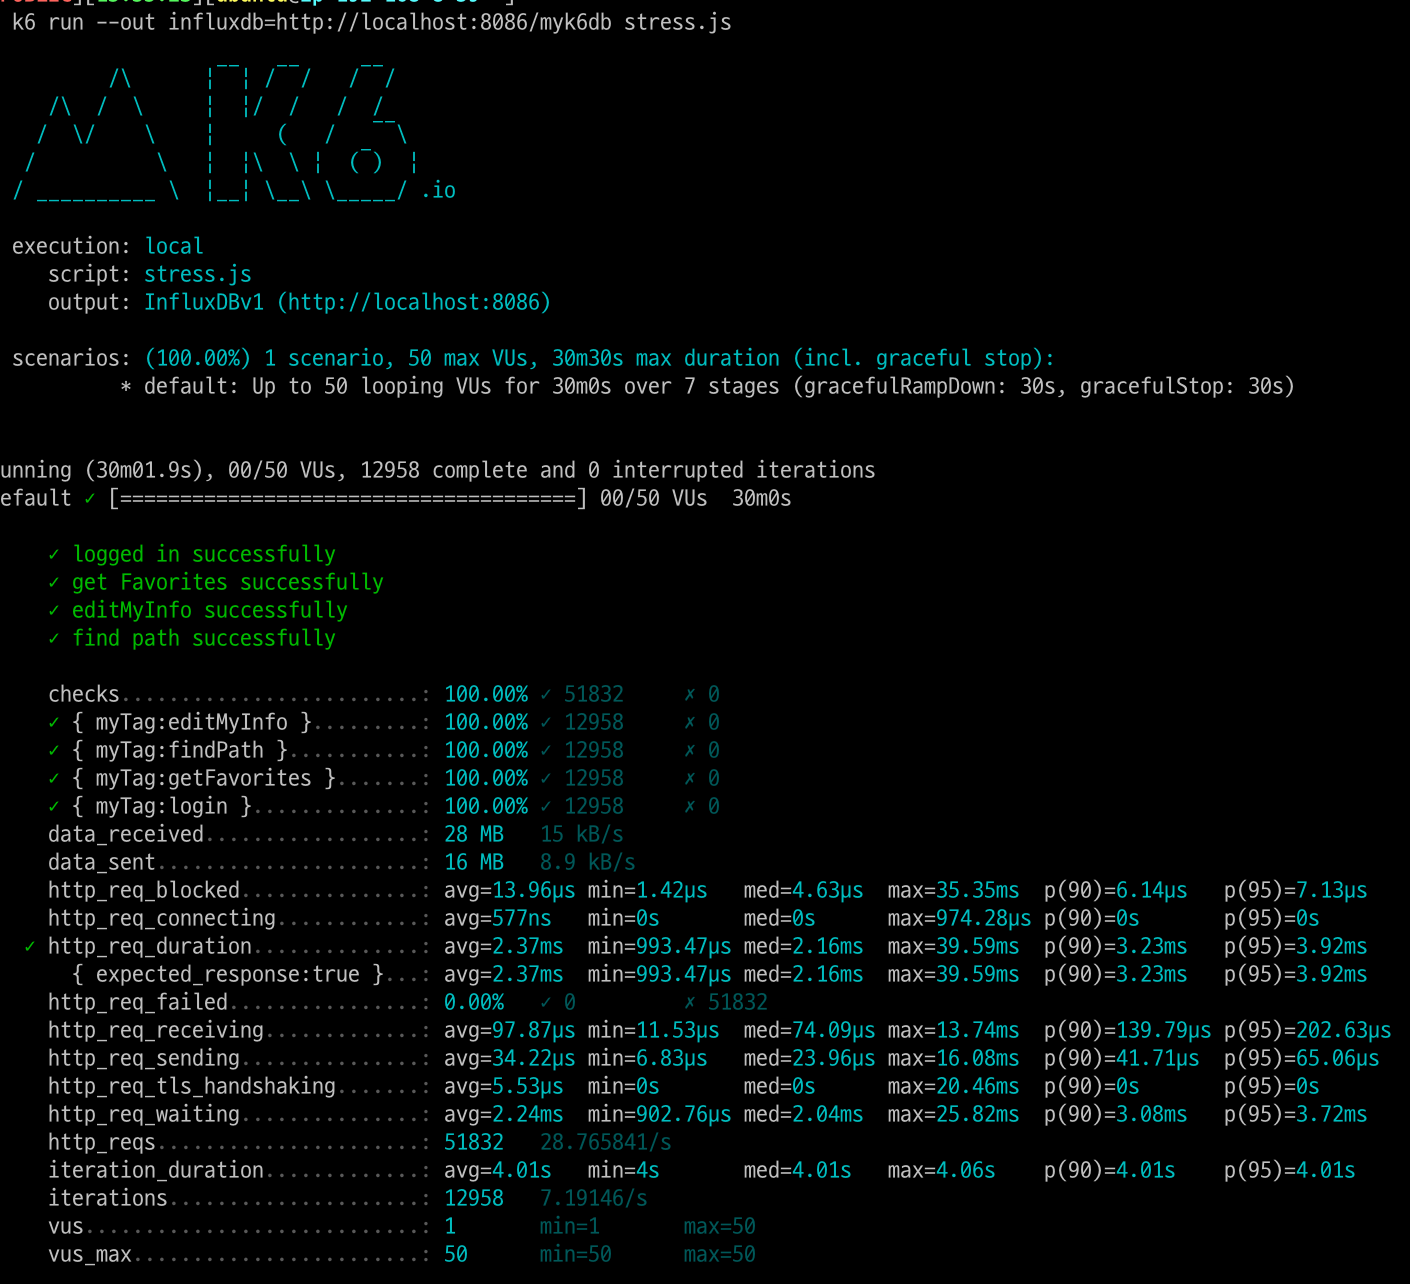 k6 run --out influxdb=http://localhost:8086/myk6db stress.js
.io
execution: local
script: stress.js
output: InfluxDBv1 (http://localhost:8086)
scenarios: (100.00%) 1 scenario, 50 max VUs, 30m30s max duration (incl. graceful stop):
* default: Up to 50 looping VUs for 30m0s over 7 stages (gracefulRampDown: 30s, gracefulStop: 30s)
unning (30m01.9s), 00/50 VUs, 12958 complete and 0 interrupted iterations
efault ✓ [======================================] 00/50 VUs  30m0s
✓ logged in successfully
✓ get Favorites successfully
✓ editMyInfo successfully
✓ find path successfully
checks.........................: 100.00% ✓ 51832     ✗ 0
✓ { myTag:editMyInfo }.........: 100.00% ✓ 12958     ✗ 0
✓ { myTag:findPath }...........: 100.00% ✓ 12958     ✗ 0
✓ { myTag:getFavorites }.......: 100.00% ✓ 12958     ✗ 0
✓ { myTag:login }..............: 100.00% ✓ 12958     ✗ 0
data_received..................: 28 MB   15 kB/s
data_sent......................: 16 MB   8.9 kB/s
http_req_blocked...............: avg=13.96µs min=1.42µs   med=4.63µs  max=35.35ms  p(90)=6.14µs   p(95)=7.13µs
http_req_connecting............: avg=577ns   min=0s       med=0s      max=974.28µs p(90)=0s       p(95)=0s
✓ http_req_duration..............: avg=2.37ms  min=993.47µs med=2.16ms  max=39.59ms  p(90)=3.23ms   p(95)=3.92ms
{ expected_response:true }...: avg=2.37ms  min=993.47µs med=2.16ms  max=39.59ms  p(90)=3.23ms   p(95)=3.92ms
http_req_failed................: 0.00%   ✓ 0         ✗ 51832
http_req_receiving.............: avg=97.87µs min=11.53µs  med=74.09µs max=13.74ms  p(90)=139.79µs p(95)=202.63µs
http_req_sending...............: avg=34.22µs min=6.83µs   med=23.96µs max=16.08ms  p(90)=41.71µs  p(95)=65.06µs
http_req_tls_handshaking.......: avg=5.53µs  min=0s       med=0s      max=20.46ms  p(90)=0s       p(95)=0s
http_req_waiting...............: avg=2.24ms  min=902.76µs med=2.04ms  max=25.82ms  p(90)=3.08ms   p(95)=3.72ms
http_reqs......................: 51832   28.765841/s
iteration_duration.............: avg=4.01s   min=4s       med=4.01s   max=4.06s    p(90)=4.01s    p(95)=4.01s
iterations.....................: 12958   7.19146/s
vus............................: 1       min=1       max=50
vus_max........................: 50      min=50      max=50